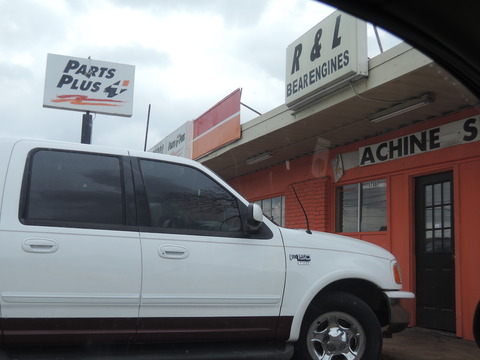 PARTS
PLUS
R & L
BEARENGINES
ACHINE S